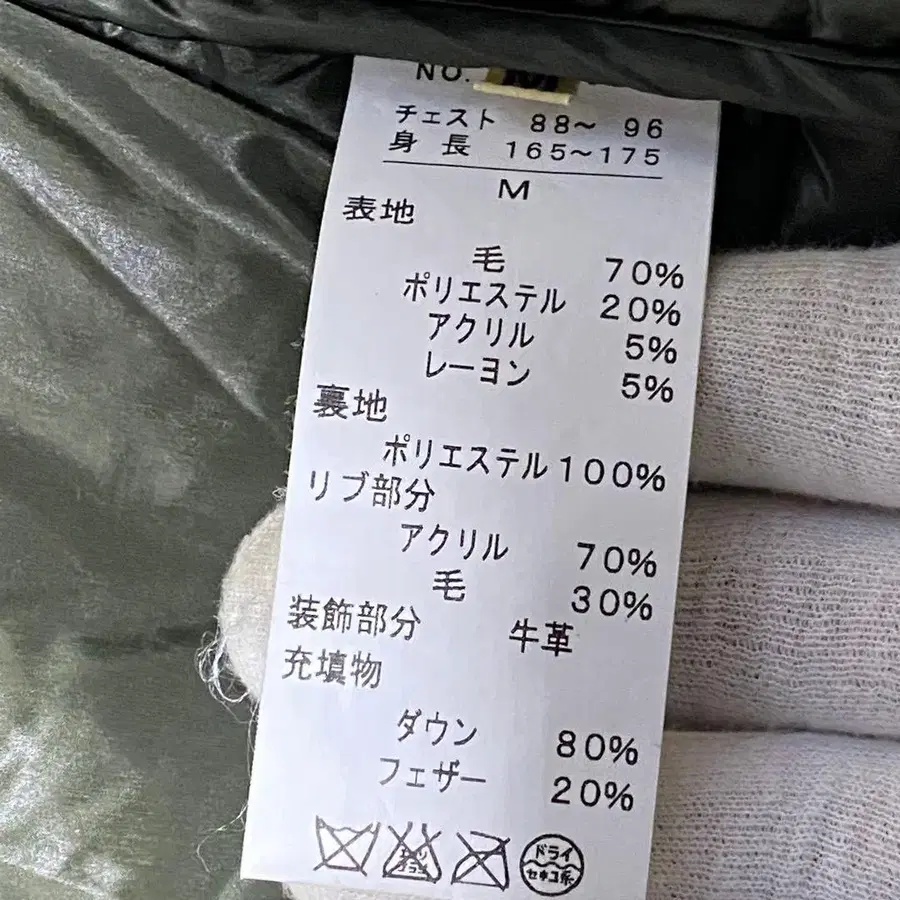 NO. M
チェスト 88～ 96
身 長 165～175
M
表地
毛 70%
ポリエステル 20%
アクリル 5%
レーヨン 5%
裏地
ポリエステル 100%
リブ部分
アクリル 70%
毛 30%
装飾部分 牛革
充填物
ダウン 80%
フェザー 20%
ドライ
セキユ系